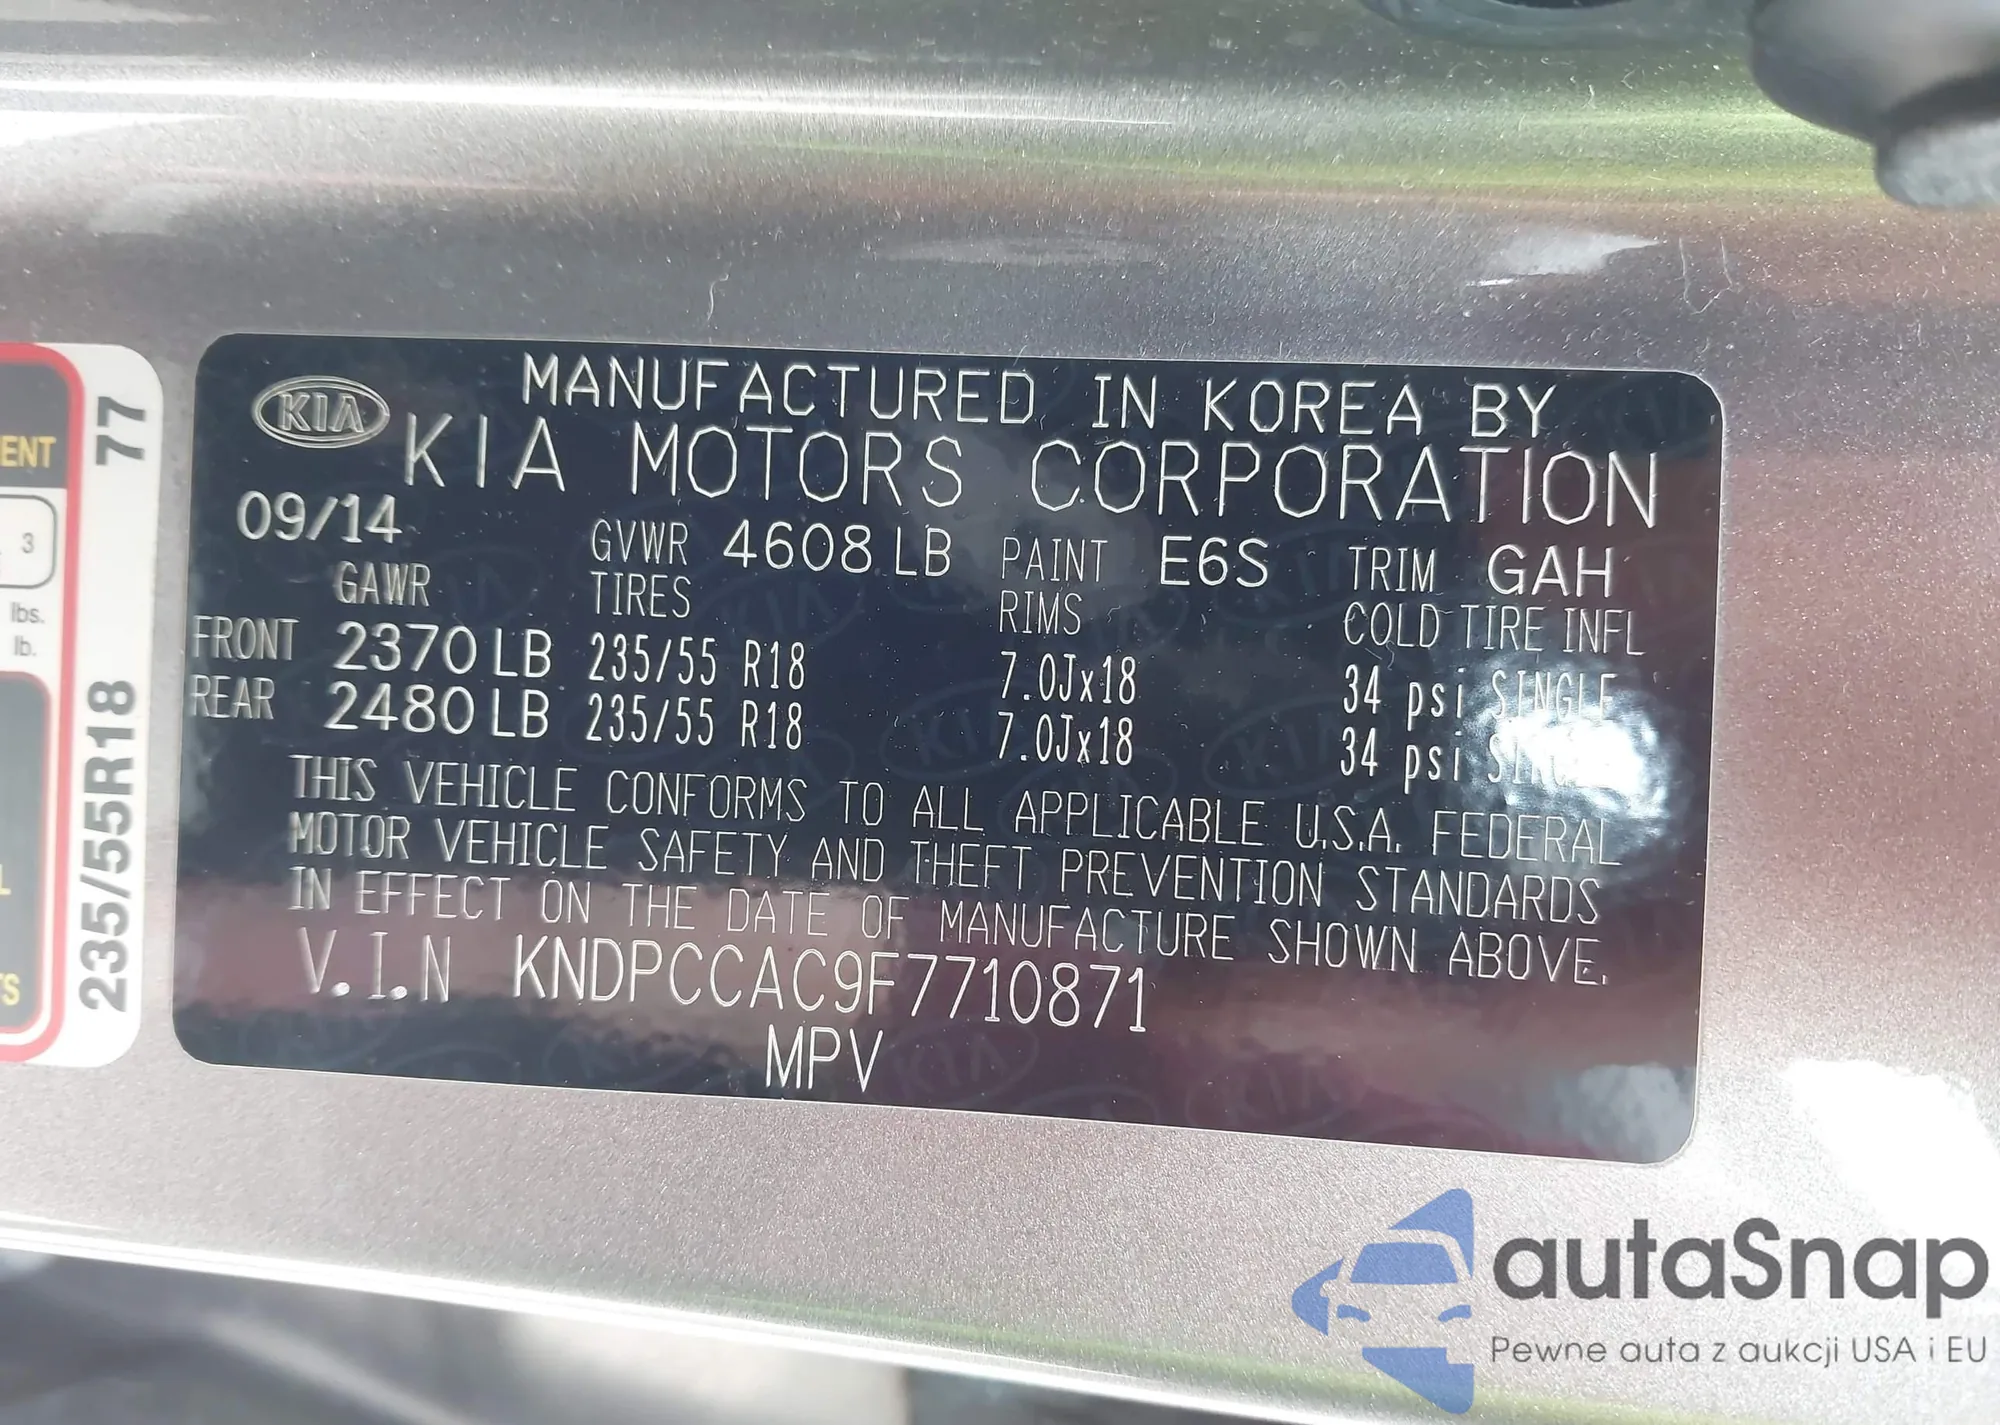 KIA
MANUFACTURED IN KOREA BY
KIA MOTORS CORPORATION
09/14 GVWR 4608 LB PAINT E6S TRIM GAH
GAWR TIRES RIMS COLD TIRE INFL
FRONT 2370 LB 235/55 R18 7.0Jx18 34 psi SINGLE
REAR 2480 LB 235/55 R18 7.0Jx18 34 psi SINGLE
THIS VEHICLE CONFORMS TO ALL APPLICABLE U.S.A. FEDERAL
MOTOR VEHICLE SAFETY AND THEFT PREVENTION STANDARDS
IN EFFECT ON THE DATE OF MANUFACTURE SHOWN ABOVE.
V.I.N KNDPCCAC9F7710871
MPV
235/55R18 77
3
lbs.
lb.
autaSnap
Pewne auta z aukcji USA i EU